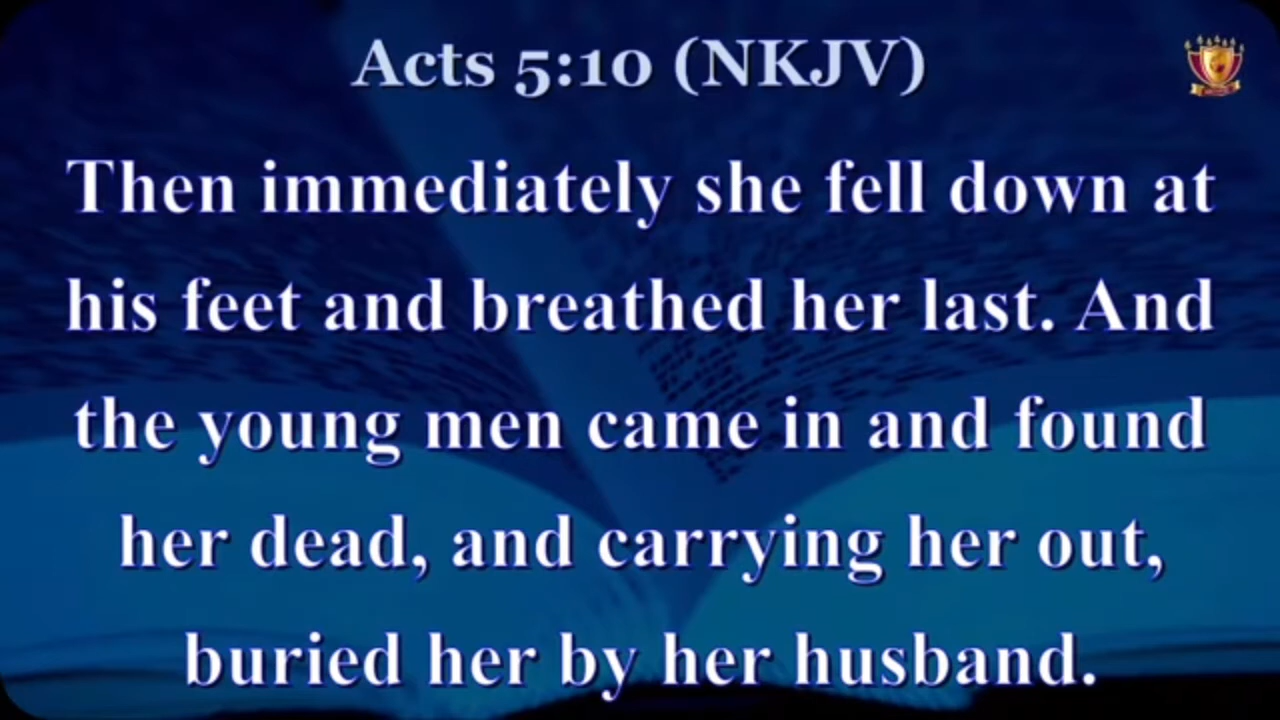 Acts 5:10 (NKJV)
Then immediately she fell down at
his feet and breathed her last. And
the young men came in and found
her dead, and carrying her out,
buried her by her husband.